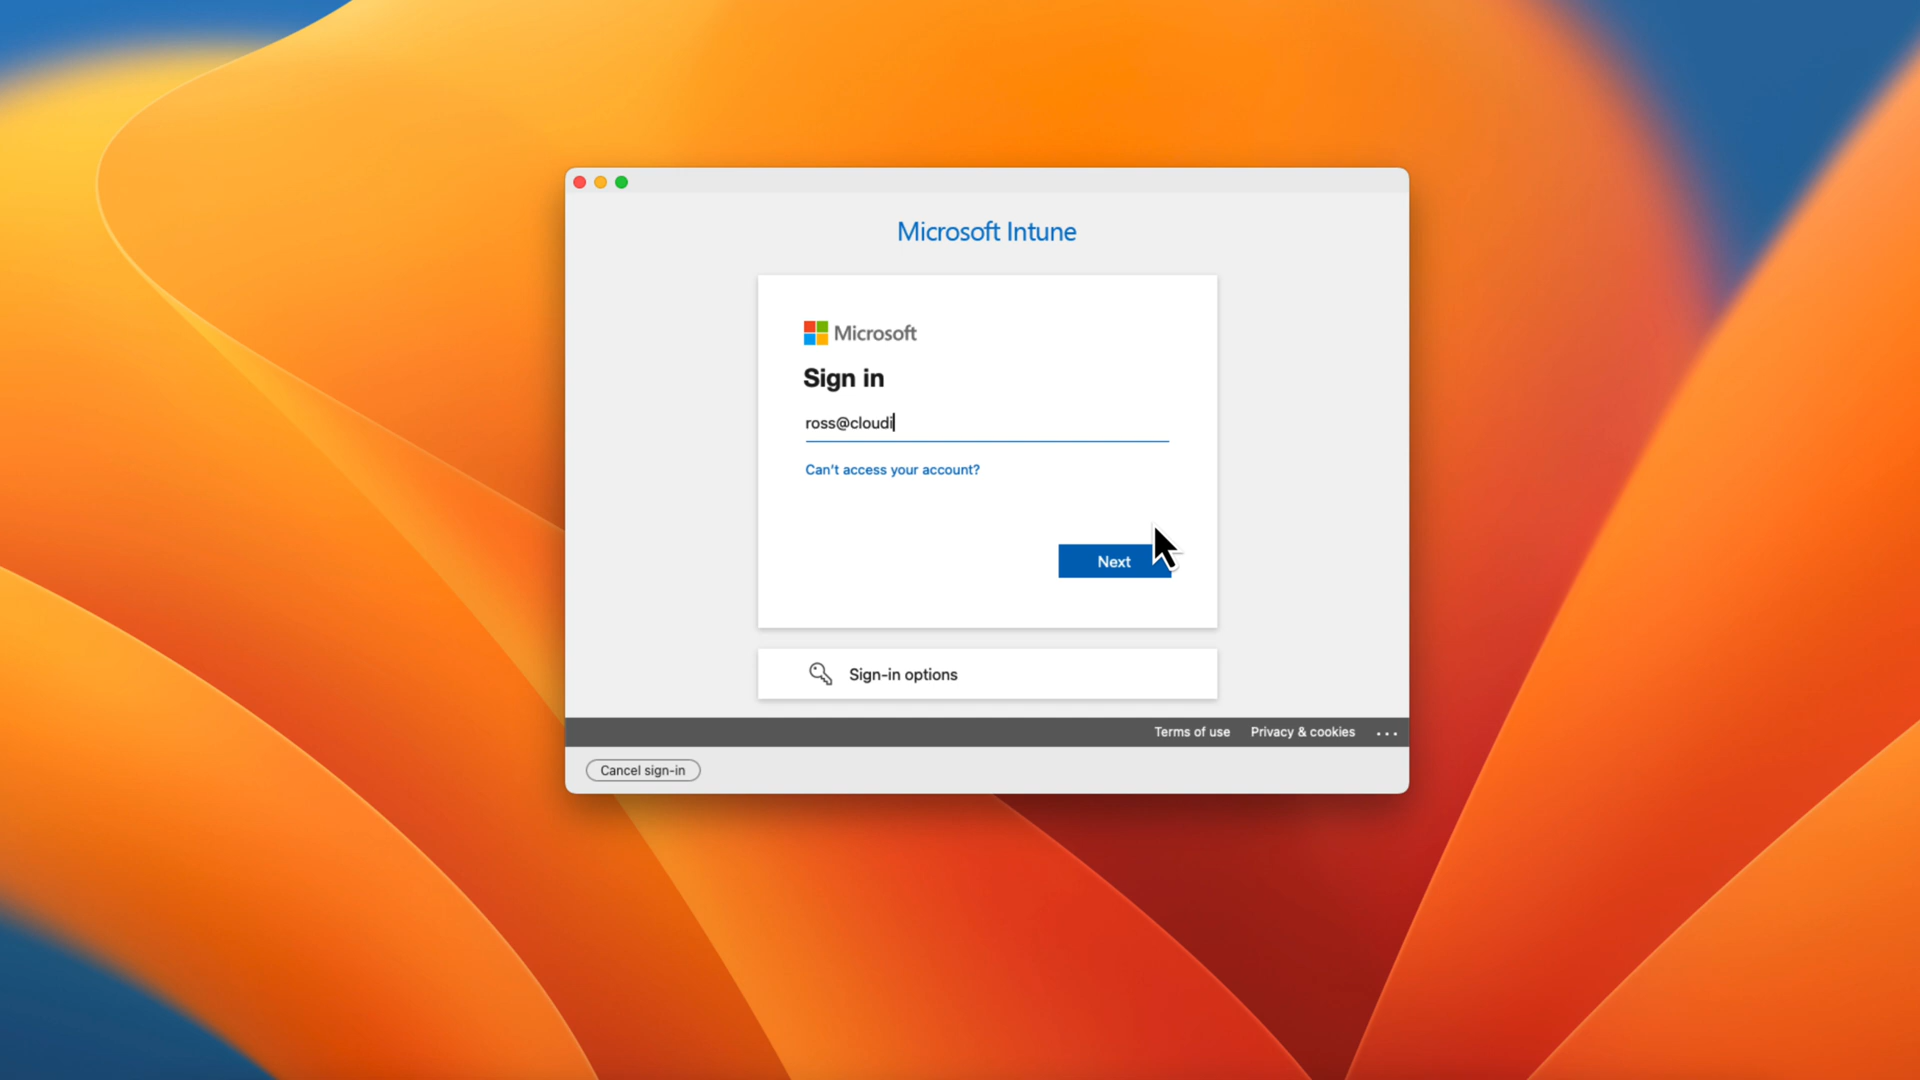 Microsoft Intune
Microsoft
Sign in
ross@cloudi
Can't access your account?
Next
Sign-in options
Terms of use Privacy & cookies ...
Cancel sign-in